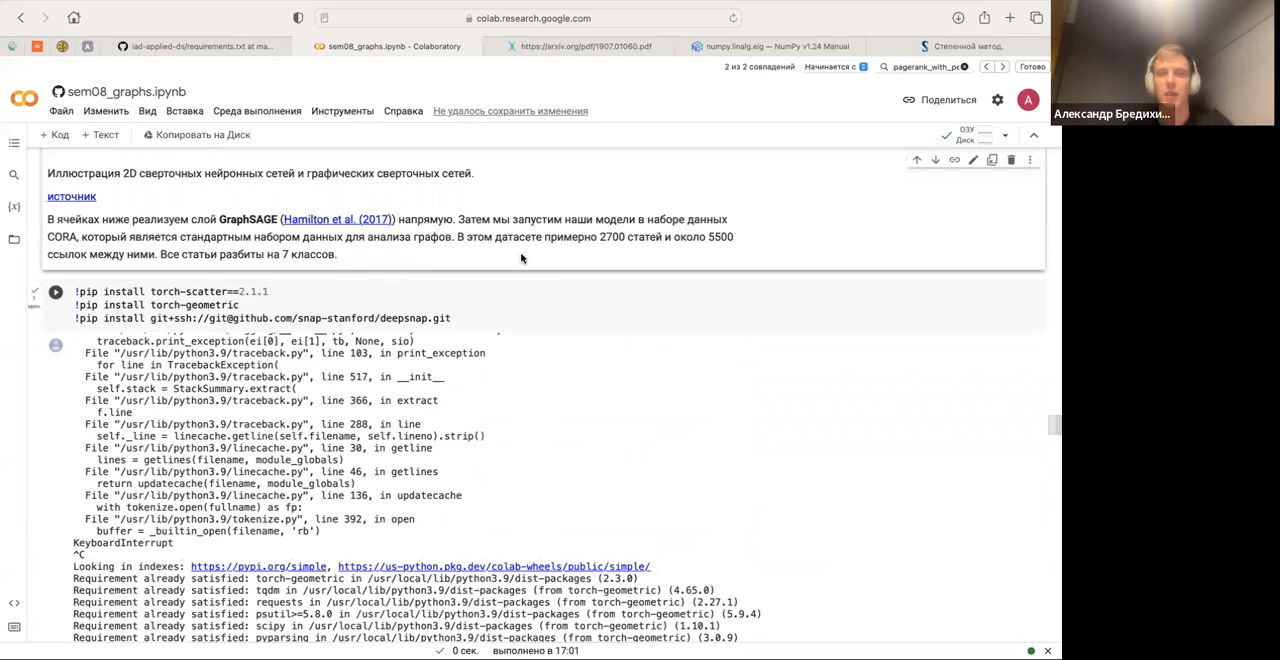 colab.research.google.com
iad-applied-ds/requirements.txt at ma...
sem08_graphs.ipynb - Colaboratory
https://arxiv.org/pdf/1907.01060.pdf
numpy.linalg.eig — NumPy v1.24 Manual
Степенной метод.
2 из 2 совпадений
Начинается с
pagerank_with_pe
Готово
sem08_graphs.ipynb
Файл Изменить Вид Вставка Среда выполнения Инструменты Справка Не удалось сохранить изменения
Поделиться
A
Александр Бредихи...
+ Код + Текст Копировать на Диск
ОЗУ
Диск
Иллюстрация 2D сверточных нейронных сетей и графических сверточных сетей.
источник
В ячейках ниже реализуем слой GraphSAGE (Hamilton et al. (2017)) напрямую. Затем мы запустим наши модели в наборе данных
CORA, который является стандартным набором данных для анализа графов. В этом датасете примерно 2700 статей и около 5500
ссылок между ними. Все статьи разбиты на 7 классов.
!pip install torch-scatter==2.1.1
!pip install torch-geometric
!pip install git+ssh://git@github.com/snap-stanford/deepsnap.git
traceback.print_exception(ei[0], ei[1], tb, None, sio)
File "/usr/lib/python3.9/traceback.py", line 103, in print_exception
for line in TracebackException(
File "/usr/lib/python3.9/traceback.py", line 517, in __init__
self.stack = StackSummary.extract(
File "/usr/lib/python3.9/traceback.py", line 366, in extract
f.line
File "/usr/lib/python3.9/traceback.py", line 288, in line
self._line = linecache.getline(self.filename, self.lineno).strip()
File "/usr/lib/python3.9/linecache.py", line 30, in getline
lines = getlines(filename, module_globals)
File "/usr/lib/python3.9/linecache.py", line 46, in getlines
return updatecache(filename, module_globals)
File "/usr/lib/python3.9/linecache.py", line 136, in updatecache
with tokenize.open(fullname) as fp:
File "/usr/lib/python3.9/tokenize.py", line 392, in open
buffer = _builtin_open(filename, 'rb')
KeyboardInterrupt
^C
Looking in indexes: https://pypi.org/simple, https://us-python.pkg.dev/colab-wheels/public/simple/
Requirement already satisfied: torch-geometric in /usr/local/lib/python3.9/dist-packages (2.3.0)
Requirement already satisfied: tqdm in /usr/local/lib/python3.9/dist-packages (from torch-geometric) (4.65.0)
Requirement already satisfied: requests in /usr/local/lib/python3.9/dist-packages (from torch-geometric) (2.27.1)
Requirement already satisfied: psutil>=5.8.0 in /usr/local/lib/python3.9/dist-packages (from torch-geometric) (5.9.4)
Requirement already satisfied: scipy in /usr/local/lib/python3.9/dist-packages (from torch-geometric) (1.10.1)
Requirement already satisfied: pyparsing in /usr/local/lib/python3.9/dist-packages (from torch-geometric) (3.0.9)
0 сек. выполнено в 17:01